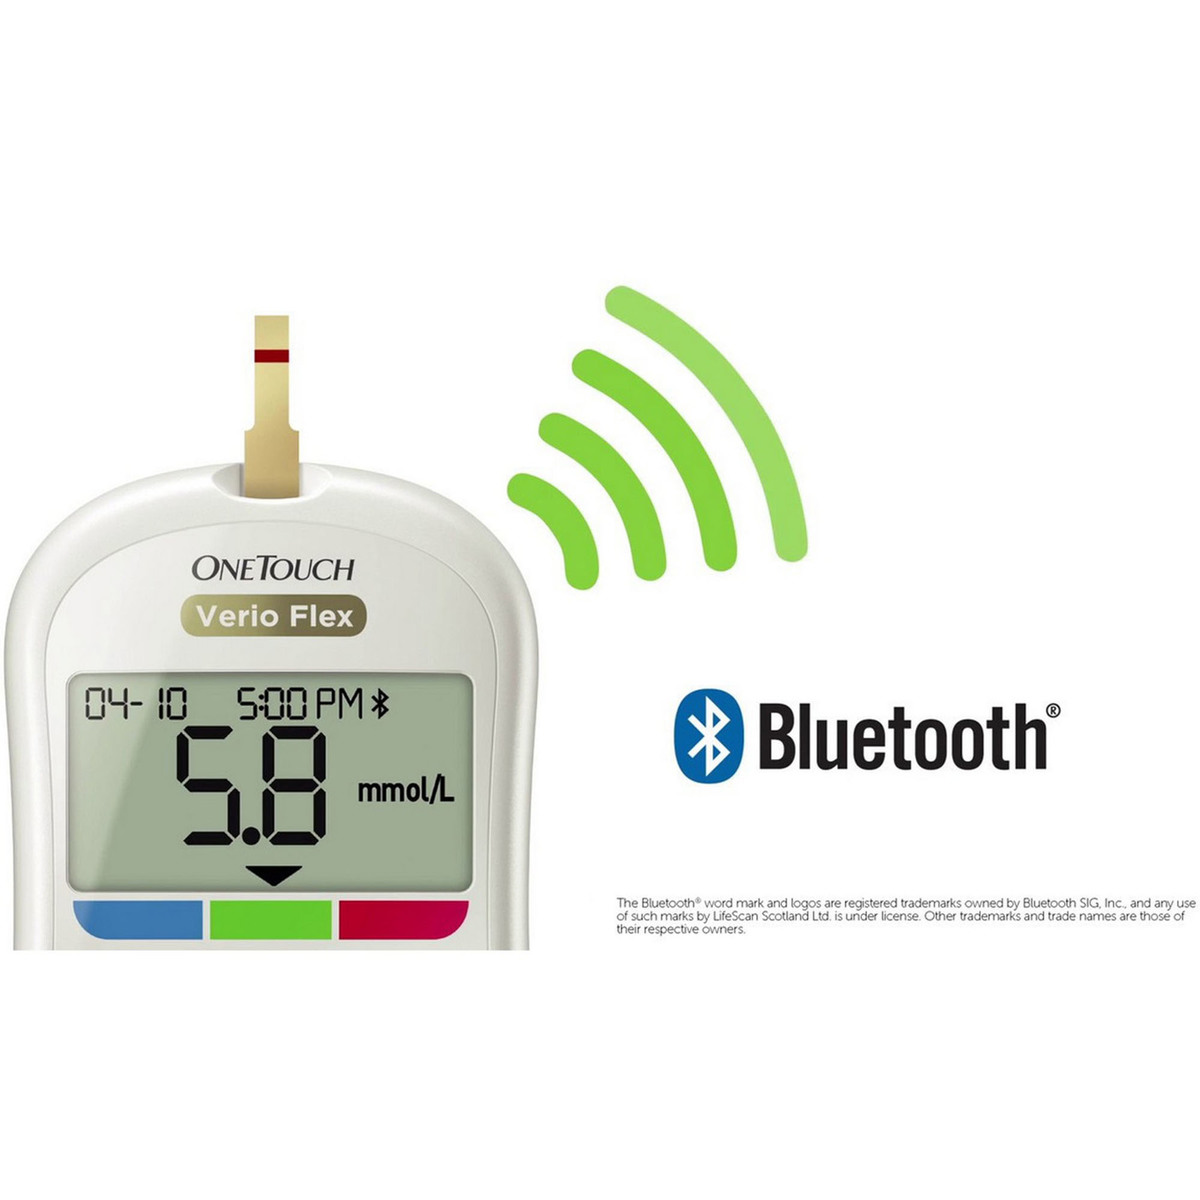 ONETOUCH
Verio Flex
04-10 5:00 PM
5.8 mmol/L
Bluetooth®
The Bluetooth® word mark and logos are registered trademarks owned by Bluetooth SIG, Inc., and any use
of such marks by LifeScan Scotland Ltd. is under license. Other trademarks and trade names are those of
their respective owners.